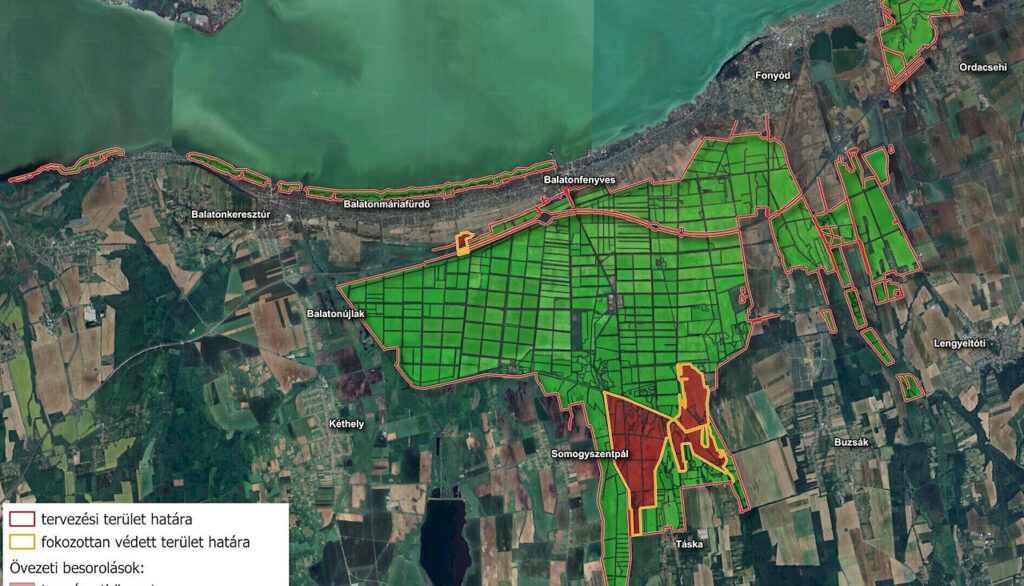 Ordacsehi
Fonyód
Balatonfenyves
Balatonmáriafürdő
Balatonkeresztúr
Balatonújlak
Lengyeltóti
Kéthely
Buzsák
Somogyszentpál
Táska
tervezési terület határa
fokozottan védett terület határa
Övezeti besorolások: